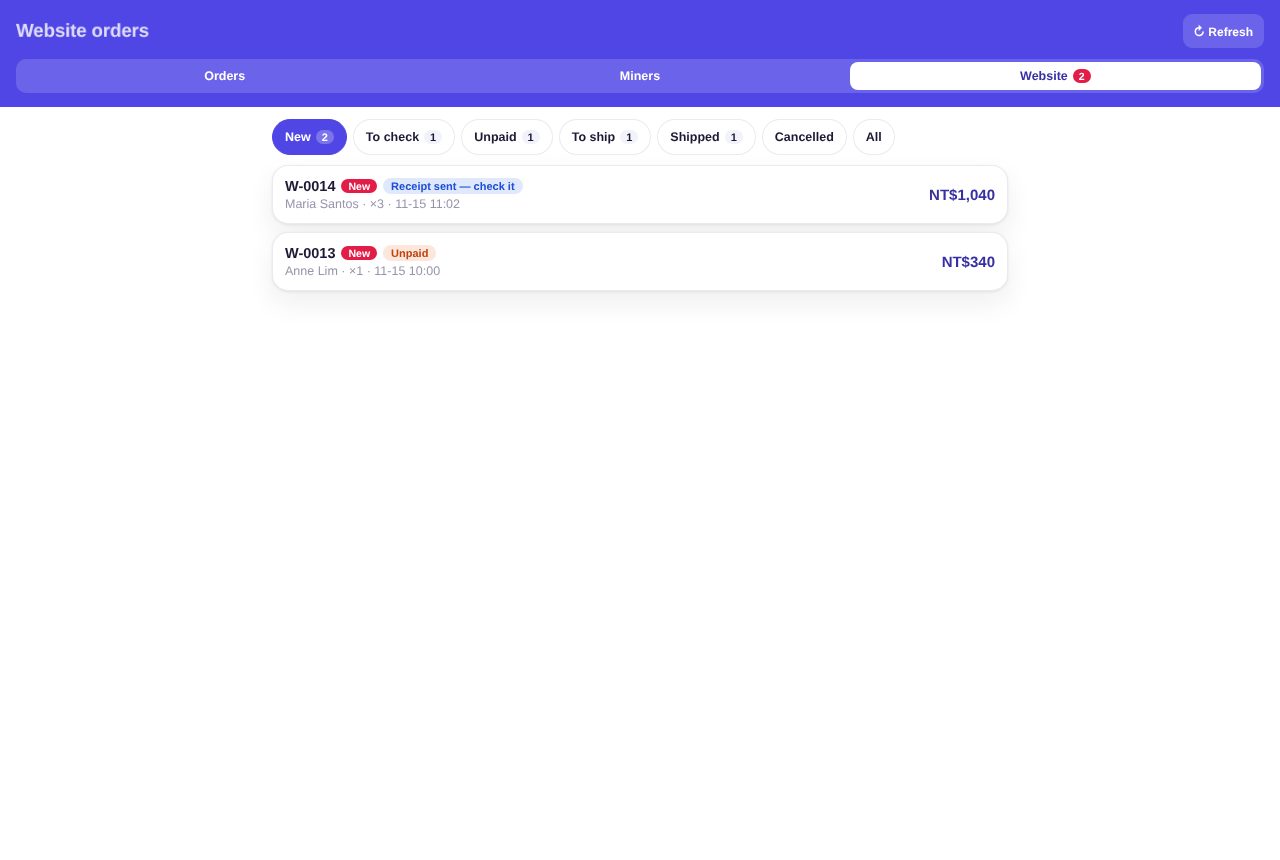 Website orders
↻ Refresh
Orders
Miners
Website 2
New 2
To check 1
Unpaid 1
To ship 1
Shipped 1
Cancelled
All
W-0014 New Receipt sent — check it
Maria Santos · ×3 · 11-15 11:02
NT$1,040
W-0013 New Unpaid
Anne Lim · ×1 · 11-15 10:00
NT$340